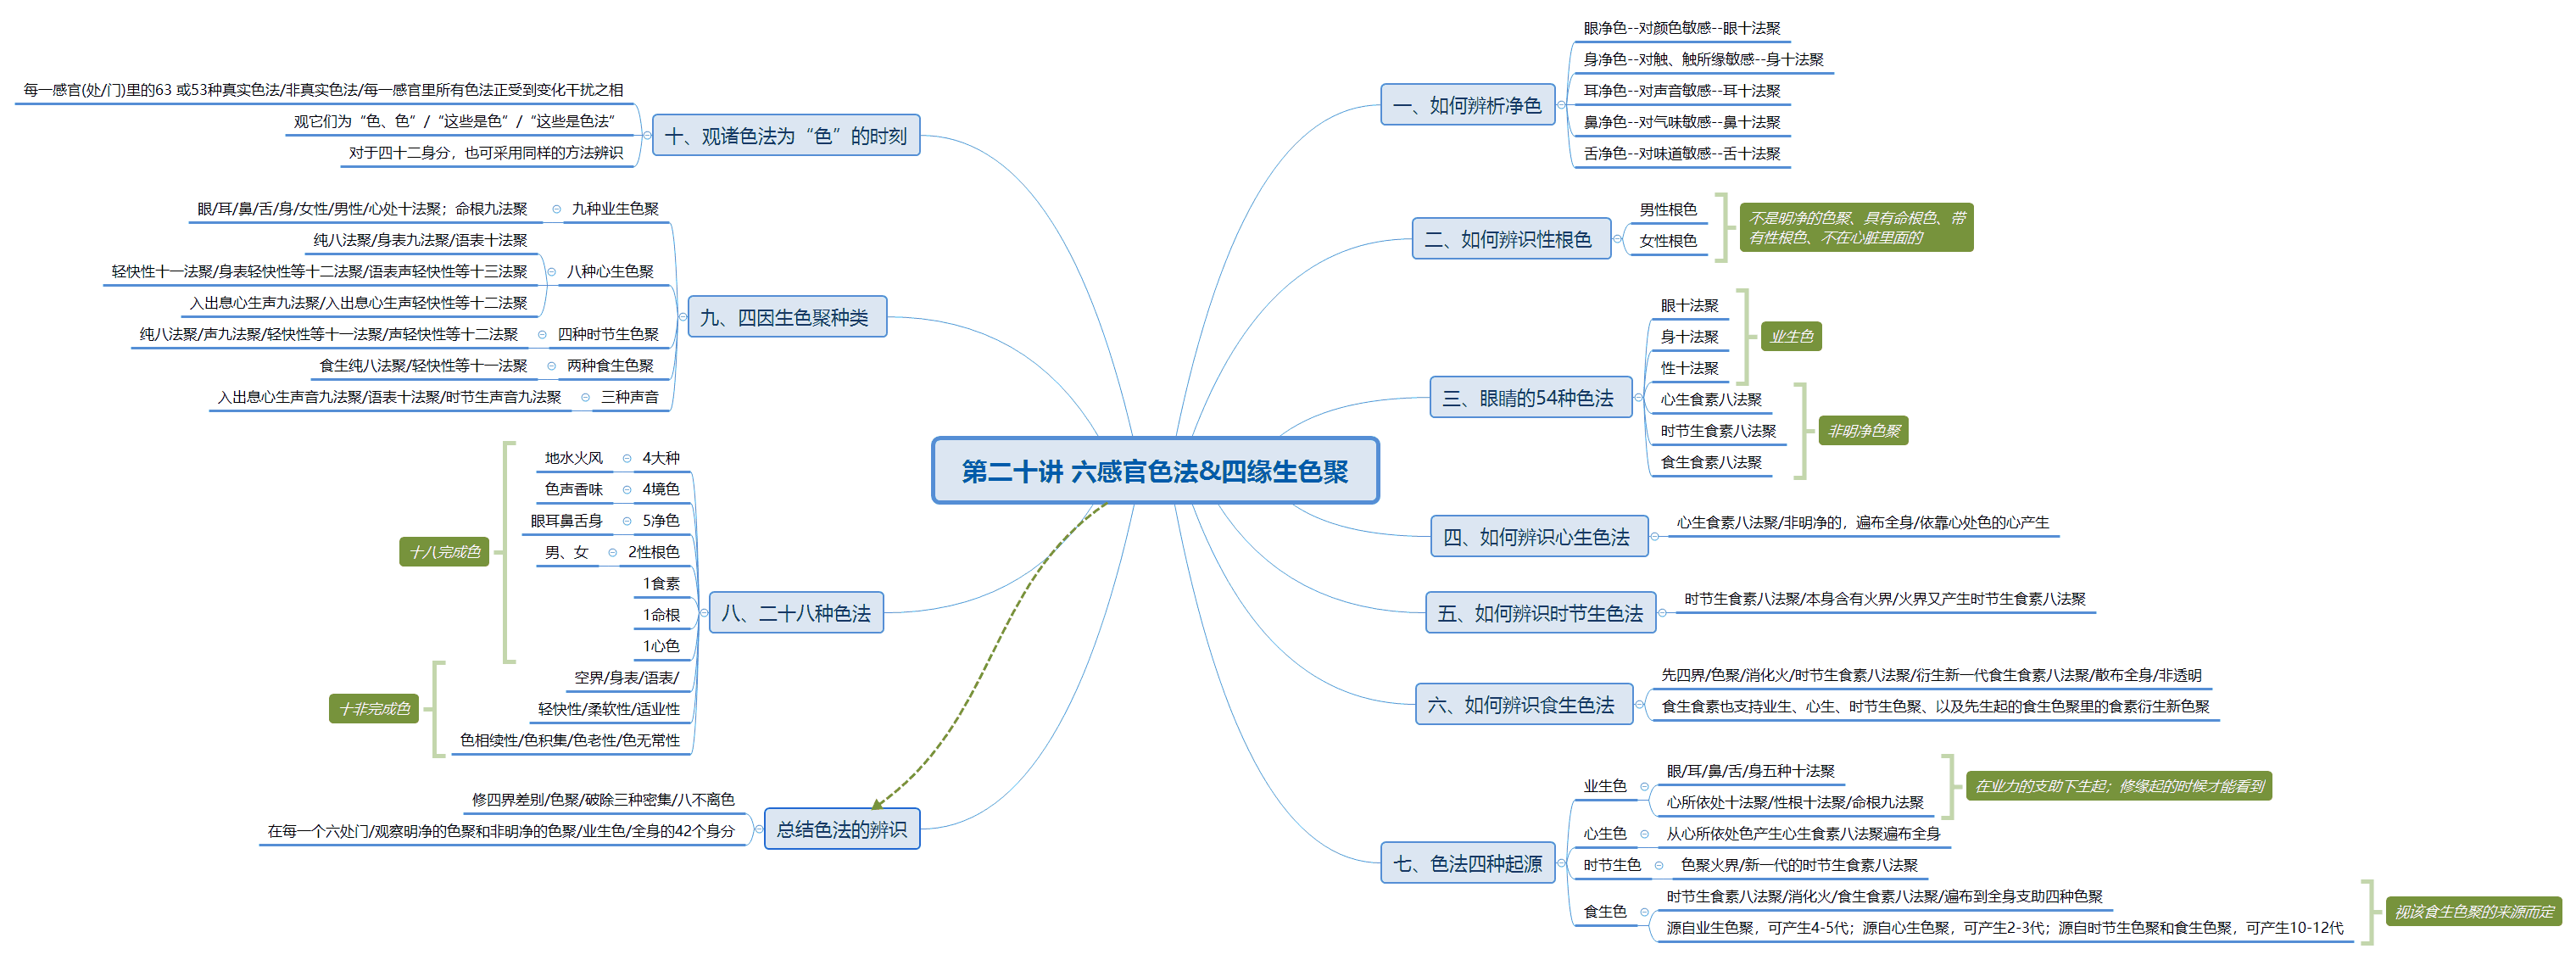 第二十讲 六感官色法&四缘生色聚
一、如何辨析净色
眼净色--对颜色敏感--眼十法聚
身净色--对触、触所缘敏感--身十法聚
耳净色--对声音敏感--耳十法聚
鼻净色--对气味敏感--鼻十法聚
舌净色--对味道敏感--舌十法聚
二、如何辨识性根色
男性根色
女性根色
不是明净的色聚、具有命根色、带
有性根色、不在心脏里面的
三、眼睛的54种色法
眼十法聚
身十法聚
性十法聚
业生色
心生食素八法聚
时节生食素八法聚
食生食素八法聚
非明净色聚
四、如何辨识心生色法
心生食素八法聚/非明净的，遍布全身/依靠心处色的心产生
五、如何辨识时节生色法
时节生食素八法聚/本身含有火界/火界又产生时节生食素八法聚
六、如何辨识食生色法
先四界/色聚/消化火/时节生食素八法聚/衍生新一代食生食素八法聚/散布全身/非透明
食生食素也支持业生、心生、时节生色聚、以及先生起的食生色聚里的食素衍生新色聚
七、色法四种起源
业生色
眼/耳/鼻/舌/身五种十法聚
心所依处十法聚/性根十法聚/命根九法聚
在业力的支助下生起；修缘起的时候才能看到
心生色
从心所依处色产生心生食素八法聚遍布全身
时节生色
色聚火界/新一代的时节生食素八法聚
食生色
时节生食素八法聚/消化火/食生食素八法聚/遍布到全身支助四种色聚
源自业生色聚，可产生4-5代；源自心生色聚，可产生2-3代；源自时节生色聚和食生色聚，可产生10-12代
视该食生色聚的来源而定
八、二十八种色法
4大种
地水火风
4境色
色声香味
5净色
眼耳鼻舌身
2性根色
男、女
1食素
1命根
1心色
十八完成色
空界/身表/语表/
轻快性/柔软性/适业性
色相续性/色积集/色老性/色无常性
十非完成色
九、四因生色聚种类
九种业生色聚
眼/耳/鼻/舌/身/女性/男性/心处十法聚；命根九法聚
八种心生色聚
纯八法聚/身表九法聚/语表十法聚
轻快性十一法聚/身表轻快性等十二法聚/语表声轻快性等十三法聚
入出息心生声九法聚/入出息心生声轻快性等十二法聚
四种时节生色聚
纯八法聚/声九法聚/轻快性等十一法聚/声轻快性等十二法聚
两种食生色聚
食生纯八法聚/轻快性等十一法聚
三种声音
入出息心生声音九法聚/语表十法聚/时节生声音九法聚
十、观诸色法为“色”的时刻
每一感官(处/门)里的63 或53种真实色法/非真实色法/每一感官里所有色法正受到变化干扰之相
观它们为“色、色“ / “这些是色” / “这些是色法”
对于四十二身分，也可采用同样的方法辨识
总结色法的辨识
修四界差别/色聚/破除三种密集/八不离色
在每一个六处门/观察明净的色聚和非明净的色聚/业生色/全身的42个身分